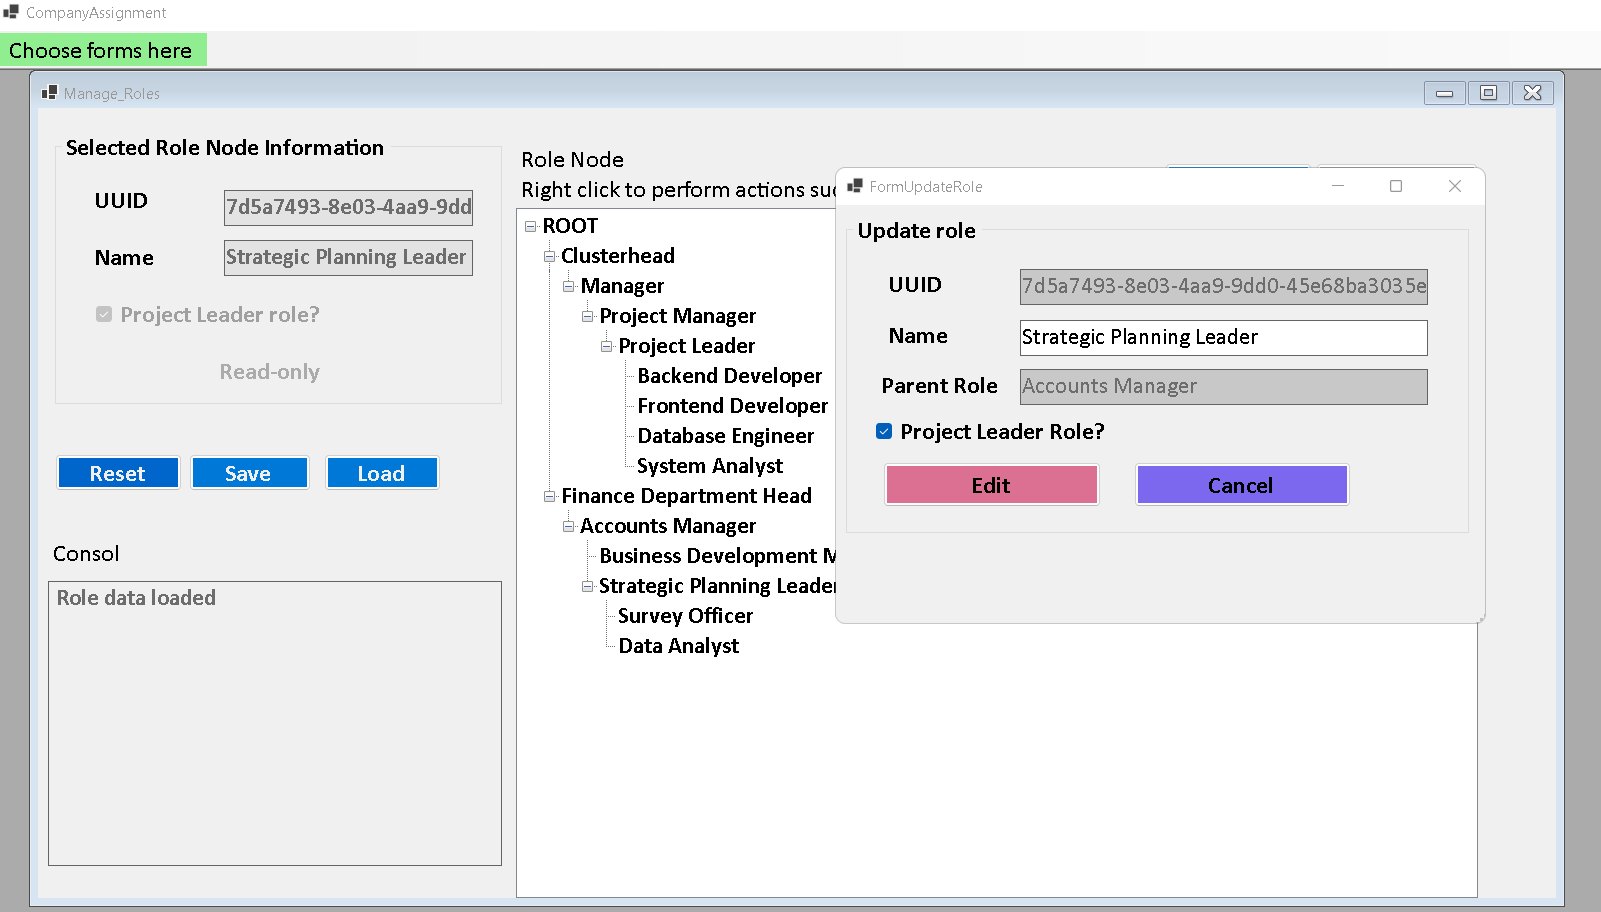 CompanyAssignment
Choose forms here
Manage_Roles
Selected Role Node Information
UUID
7d5a7493-8e03-4aa9-9dd
Name
Strategic Planning Leader
Project Leader role?
Read-only
Reset
Save
Load
Consol
Role data loaded
Role Node
Right click to perform actions suc
ROOT
Clusterhead
Manager
Project Manager
Project Leader
Backend Developer
Frontend Developer
Database Engineer
System Analyst
Finance Department Head
Accounts Manager
Business Development M
Strategic Planning Leader
Survey Officer
Data Analyst
FormUpdateRole
Update role
UUID
7d5a7493-8e03-4aa9-9dd0-45e68ba3035e
Name
Strategic Planning Leader
Parent Role
Accounts Manager
Project Leader Role?
Edit
Cancel